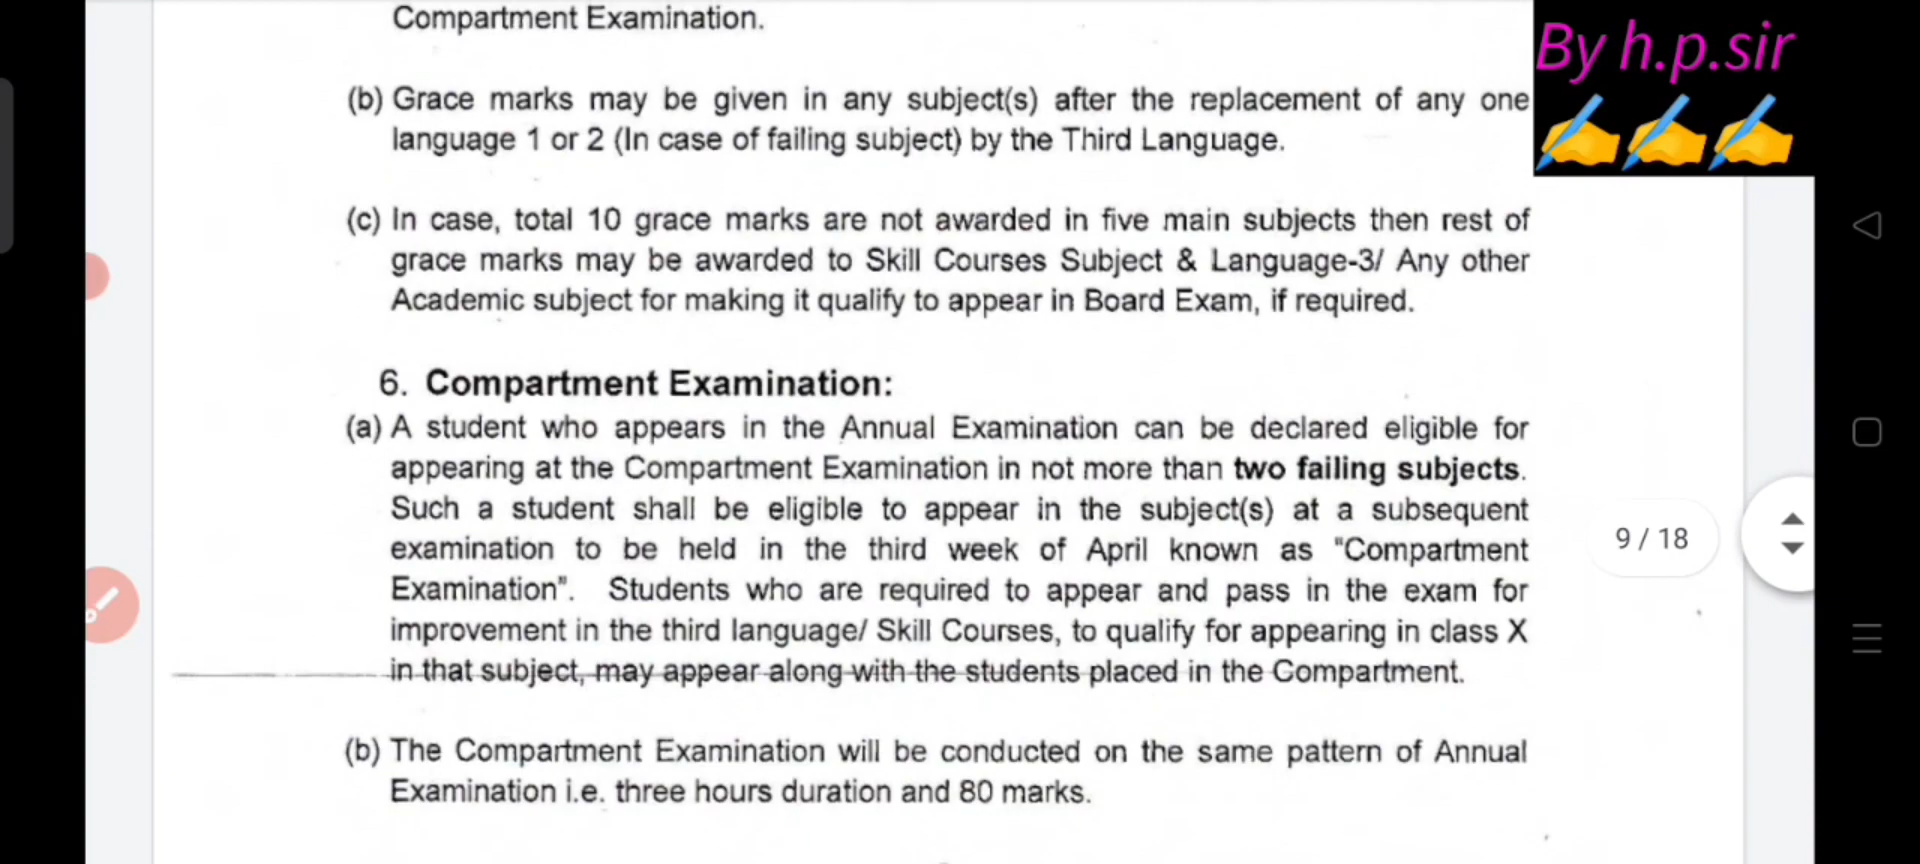 Compartment Examination.
By h.p.sir
(b) Grace marks may be given in any subject(s) after the replacement of any one
language 1 or 2 (In case of failing subject) by the Third Language.
(c) In case, total 10 grace marks are not awarded in five main subjects then rest of
grace marks may be awarded to Skill Courses Subject & Language-3/ Any other
Academic subject for making it qualify to appear in Board Exam, if required.
6. Compartment Examination:
(a) A student who appears in the Annual Examination can be declared eligible for
appearing at the Compartment Examination in not more than two failing subjects.
Such a student shall be eligible to appear in the subject(s) at a subsequent
examination to be held in the third week of April known as "Compartment
Examination". Students who are required to appear and pass in the exam for
improvement in the third language/ Skill Courses, to qualify for appearing in class X
in that subject, may appear along with the students placed in the Compartment.
9 / 18
(b) The Compartment Examination will be conducted on the same pattern of Annual
Examination i.e. three hours duration and 80 marks.